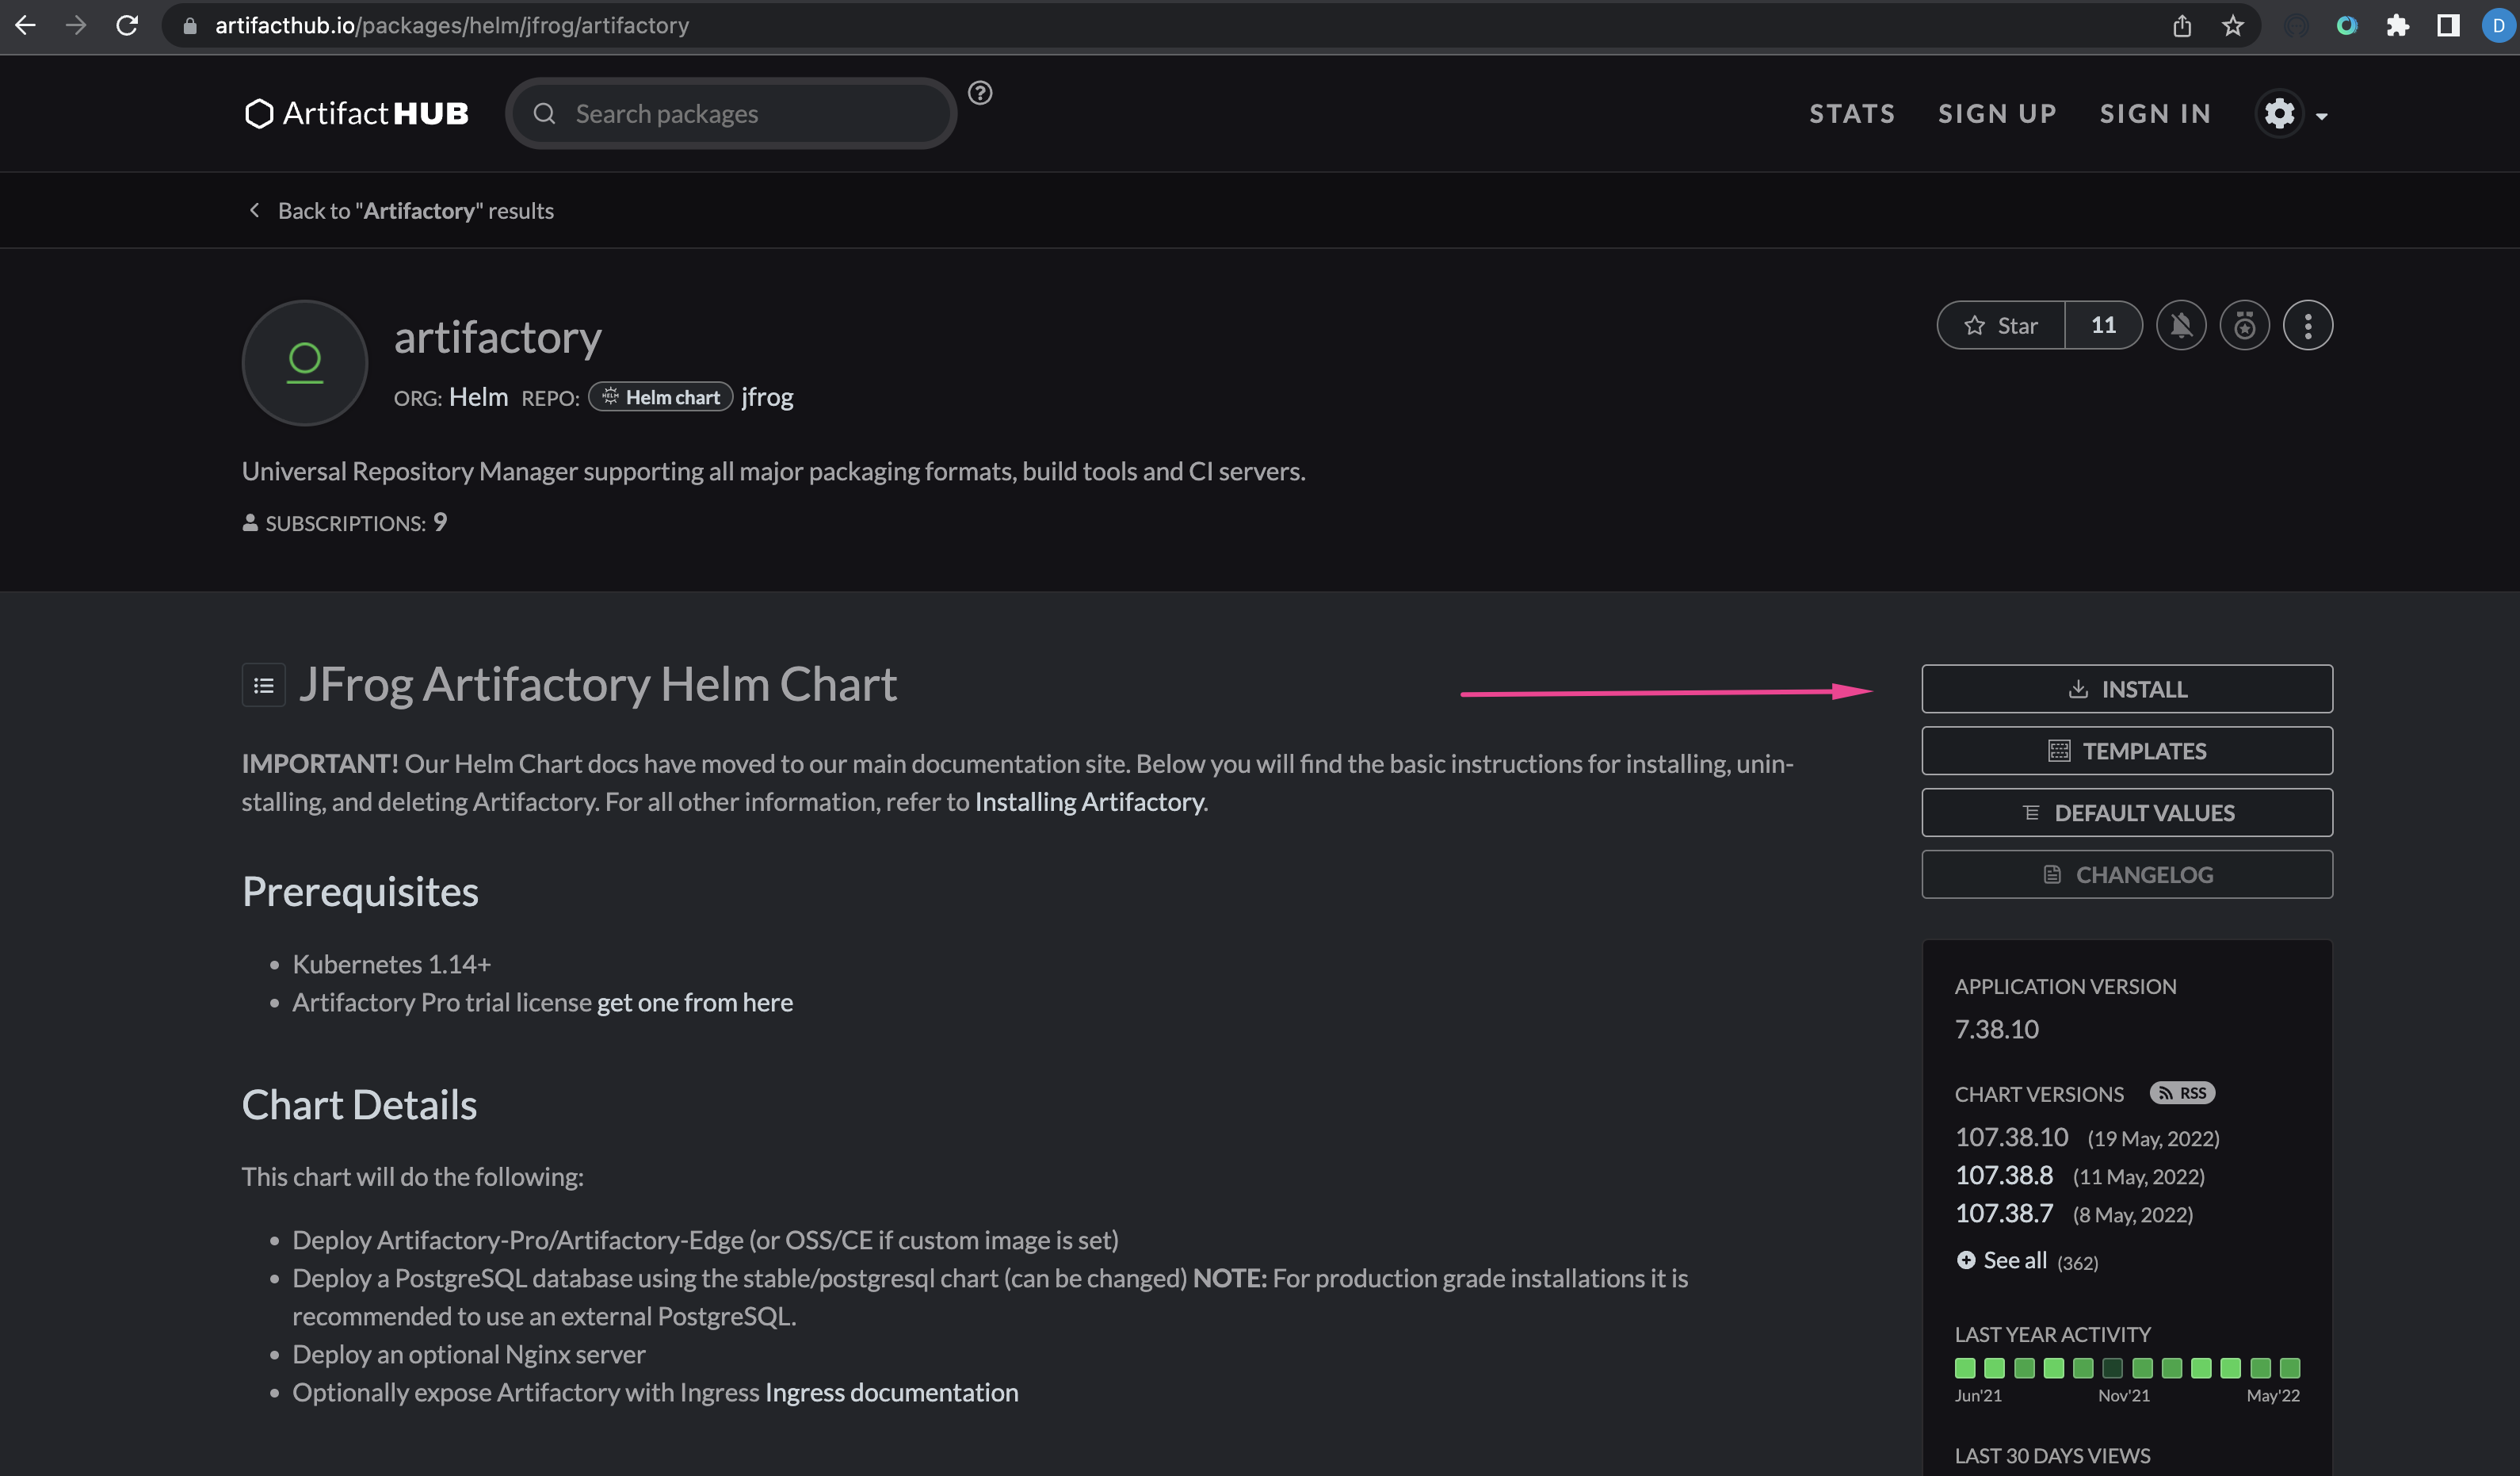 artifacthub.io/packages/helm/jfrog/artifactory
D
Artifact HUB
Search packages
?
STATS SIGN UP SIGN IN
Back to "Artifactory" results
artifactory
Star 11
ORG: Helm REPO: HELM Helm chart jfrog
Universal Repository Manager supporting all major packaging formats, build tools and CI servers.
SUBSCRIPTIONS: 9
JFrog Artifactory Helm Chart
IMPORTANT! Our Helm Chart docs have moved to our main documentation site. Below you will find the basic instructions for installing, unin-
stalling, and deleting Artifactory. For all other information, refer to Installing Artifactory.
Prerequisites
• Kubernetes 1.14+
• Artifactory Pro trial license get one from here
Chart Details
This chart will do the following:
• Deploy Artifactory-Pro/Artifactory-Edge (or OSS/CE if custom image is set)
• Deploy a PostgreSQL database using the stable/postgresql chart (can be changed) NOTE: For production grade installations it is
recommended to use an external PostgreSQL.
• Deploy an optional Nginx server
• Optionally expose Artifactory with Ingress Ingress documentation
INSTALL
TEMPLATES
DEFAULT VALUES
CHANGELOG
APPLICATION VERSION
7.38.10
CHART VERSIONS RSS
107.38.10 (19 May, 2022)
107.38.8 (11 May, 2022)
107.38.7 (8 May, 2022)
See all (362)
LAST YEAR ACTIVITY
Jun'21 Nov'21 May'22
LAST 30 DAYS VIEWS